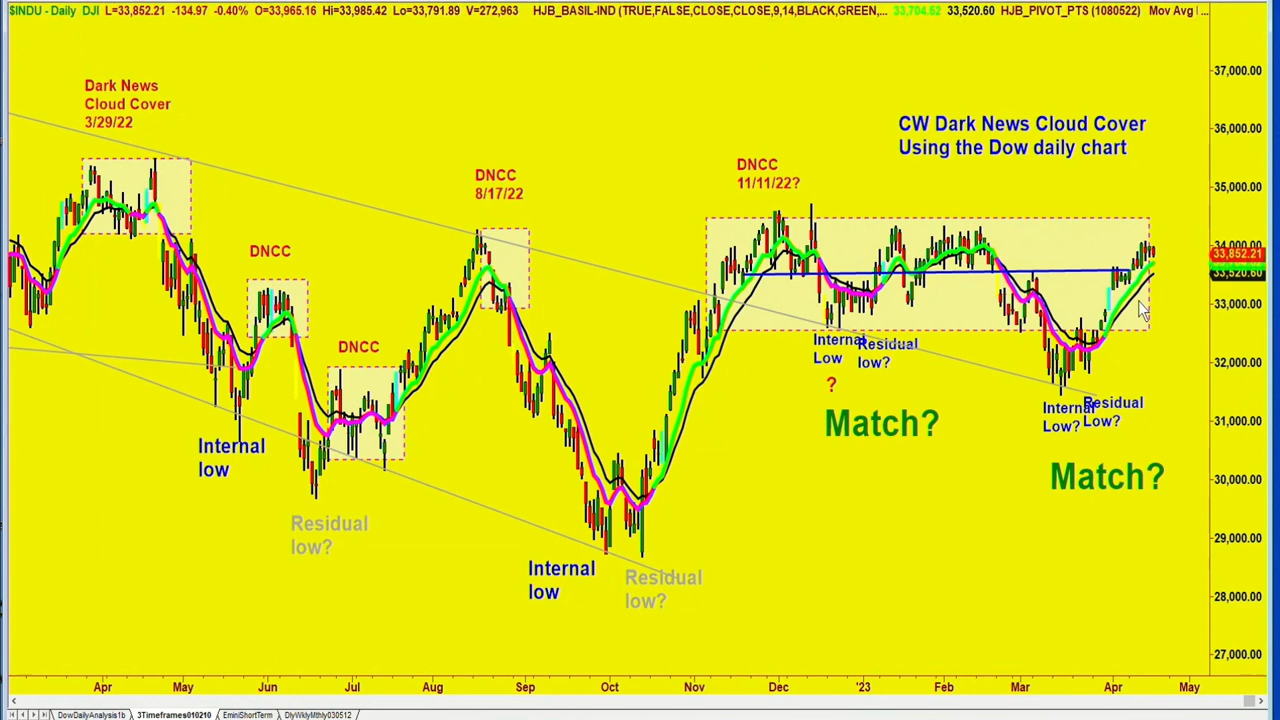 $INDU - Daily DJI L=33,852.21 -134.97 -0.40% O=33,965.16 Hi=33,985.42 Lo=33,791.89 V=272,963 HJB_BASIL-IND (TRUE,FALSE,CLOSE,CLOSE,9,14,BLACK,GREEN,... 33,704.52 33,520.60 HJB_PIVOT_PTS (1080522) Mov Avg ...
Dark News
Cloud Cover
3/29/22
DNCC
DNCC
DNCC
8/17/22
DNCC
11/11/22?
CW Dark News Cloud Cover
Using the Dow daily chart
Internal
low
Residual
low?
Internal
low
Residual
low?
Internal
Low
?
Residual
low?
Match?
Internal
Low?
Residual
Low?
Match?
37,000.00
36,000.00
35,000.00
34,000.00
33,852.21
33,520.60
33,000.00
32,000.00
31,000.00
30,000.00
29,000.00
28,000.00
27,000.00
Apr May Jun Jul Aug Sep Oct Nov Dec '23 Feb Mar Apr May
DowDailyAnalysis1b 3Timeframes010210 EminiShortTerm DlyWklyMthly030512